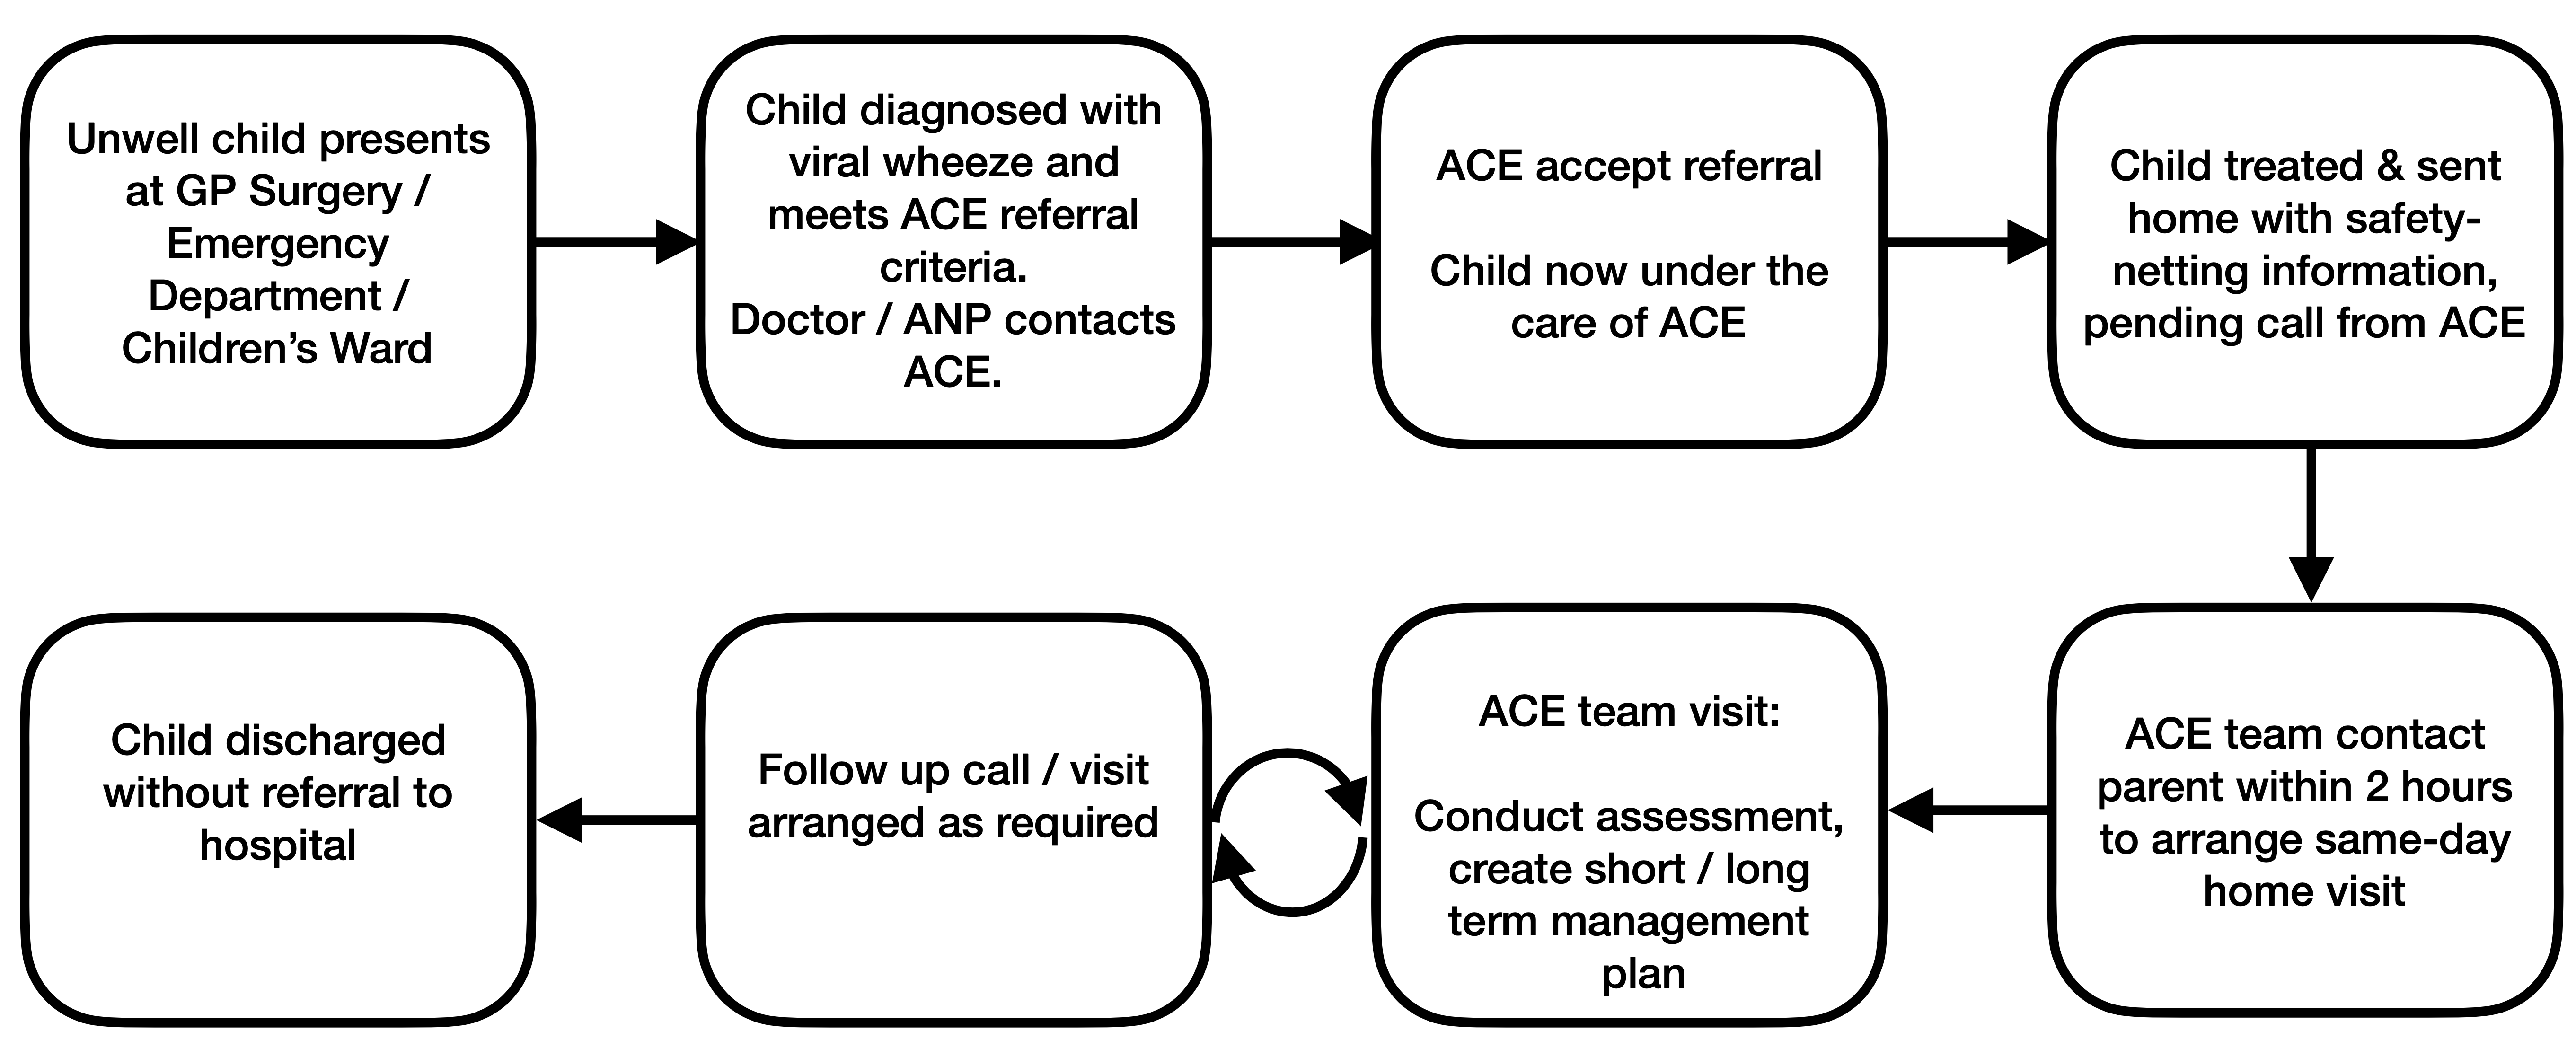 Unwell child presents
at GP Surgery /
Emergency
Department /
Children’s Ward
Child diagnosed with
viral wheeze and
meets ACE referral
criteria.
Doctor / ANP contacts
ACE.
ACE accept referral
Child now under the
care of ACE
Child treated & sent
home with safety-
netting information,
pending call from ACE
ACE team contact
parent within 2 hours
to arrange same-day
home visit
ACE team visit:
Conduct assessment,
create short / long
term management
plan
Follow up call / visit
arranged as required
Child discharged
without referral to
hospital